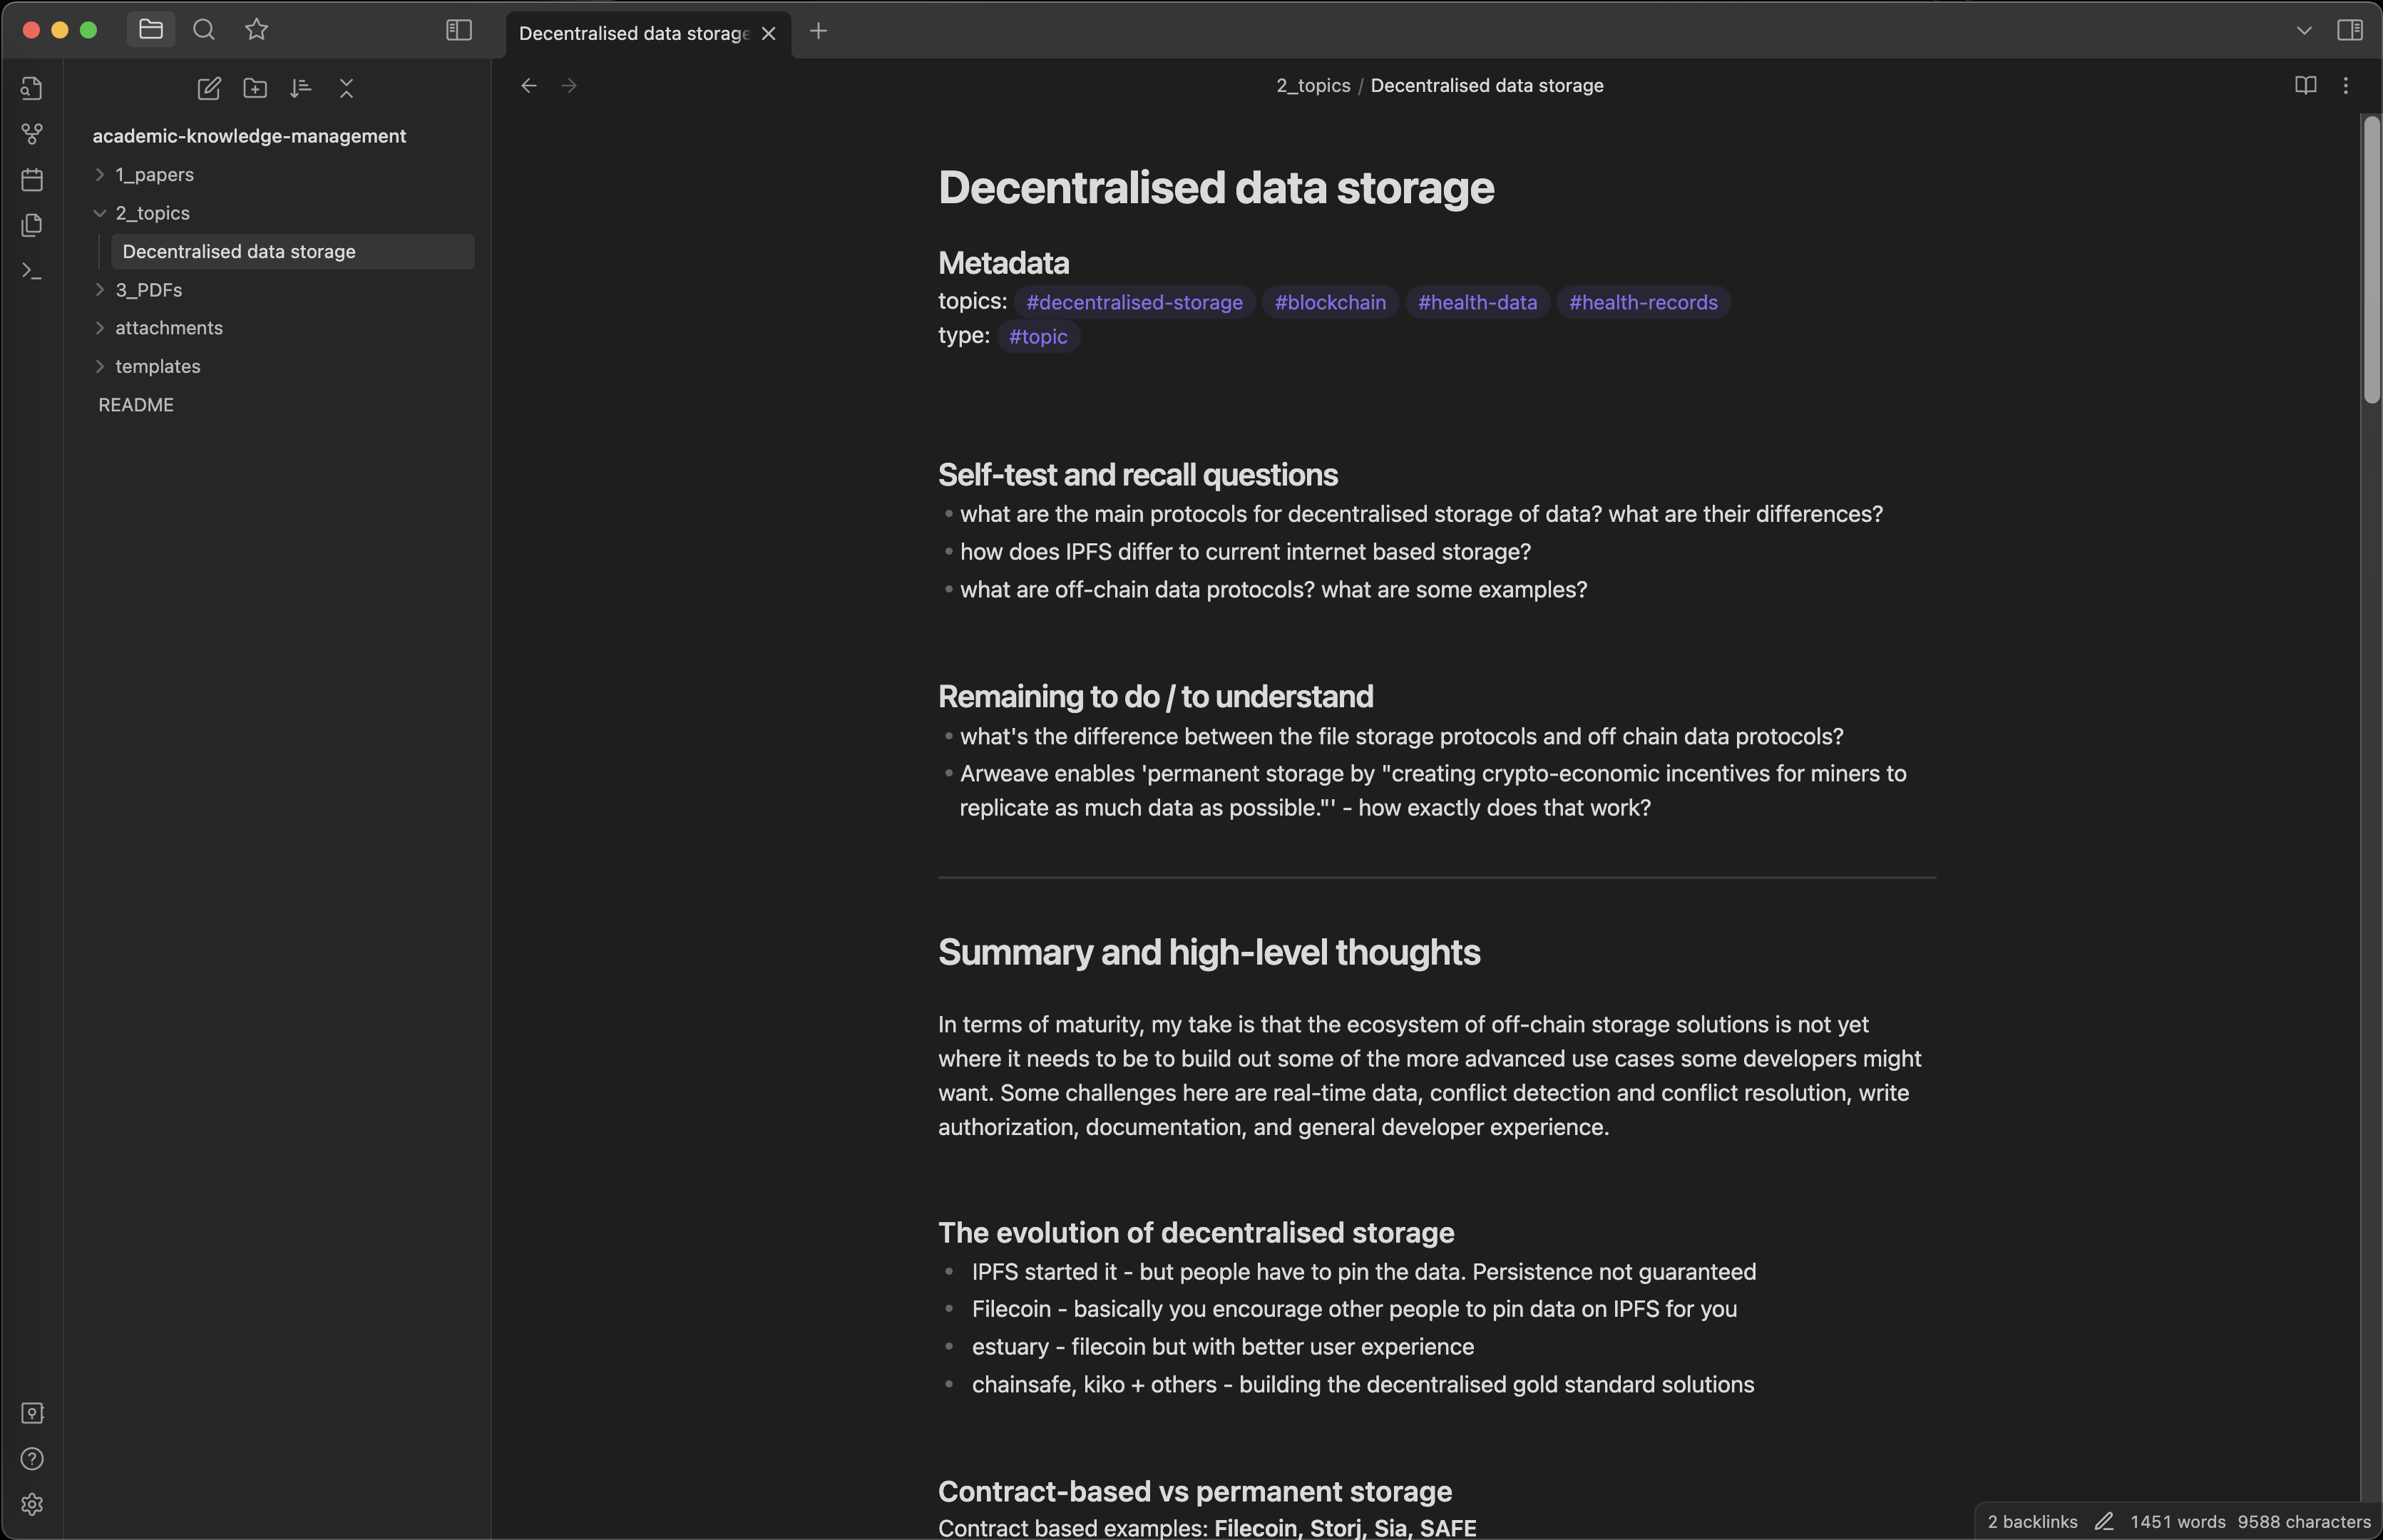 Decentralised data storage
2_topics / Decentralised data storage
academic-knowledge-management
1_papers
2_topics
Decentralised data storage
3_PDFs
attachments
templates
README
Decentralised data storage
Metadata
topics: #decentralised-storage #blockchain #health-data #health-records
type: #topic
Self-test and recall questions
• what are the main protocols for decentralised storage of data? what are their differences?
• how does IPFS differ to current internet based storage?
• what are off-chain data protocols? what are some examples?
Remaining to do / to understand
• what's the difference between the file storage protocols and off chain data protocols?
• Arweave enables 'permanent storage by "creating crypto-economic incentives for miners to
replicate as much data as possible."' - how exactly does that work?
Summary and high-level thoughts
In terms of maturity, my take is that the ecosystem of off-chain storage solutions is not yet
where it needs to be to build out some of the more advanced use cases some developers might
want. Some challenges here are real-time data, conflict detection and conflict resolution, write
authorization, documentation, and general developer experience.
The evolution of decentralised storage
• IPFS started it - but people have to pin the data. Persistence not guaranteed
• Filecoin - basically you encourage other people to pin data on IPFS for you
• estuary - filecoin but with better user experience
• chainsafe, kiko + others - building the decentralised gold standard solutions
Contract-based vs permanent storage
Contract based examples: Filecoin, Storj, Sia, SAFE
2 backlinks 1451 words 9588 characters